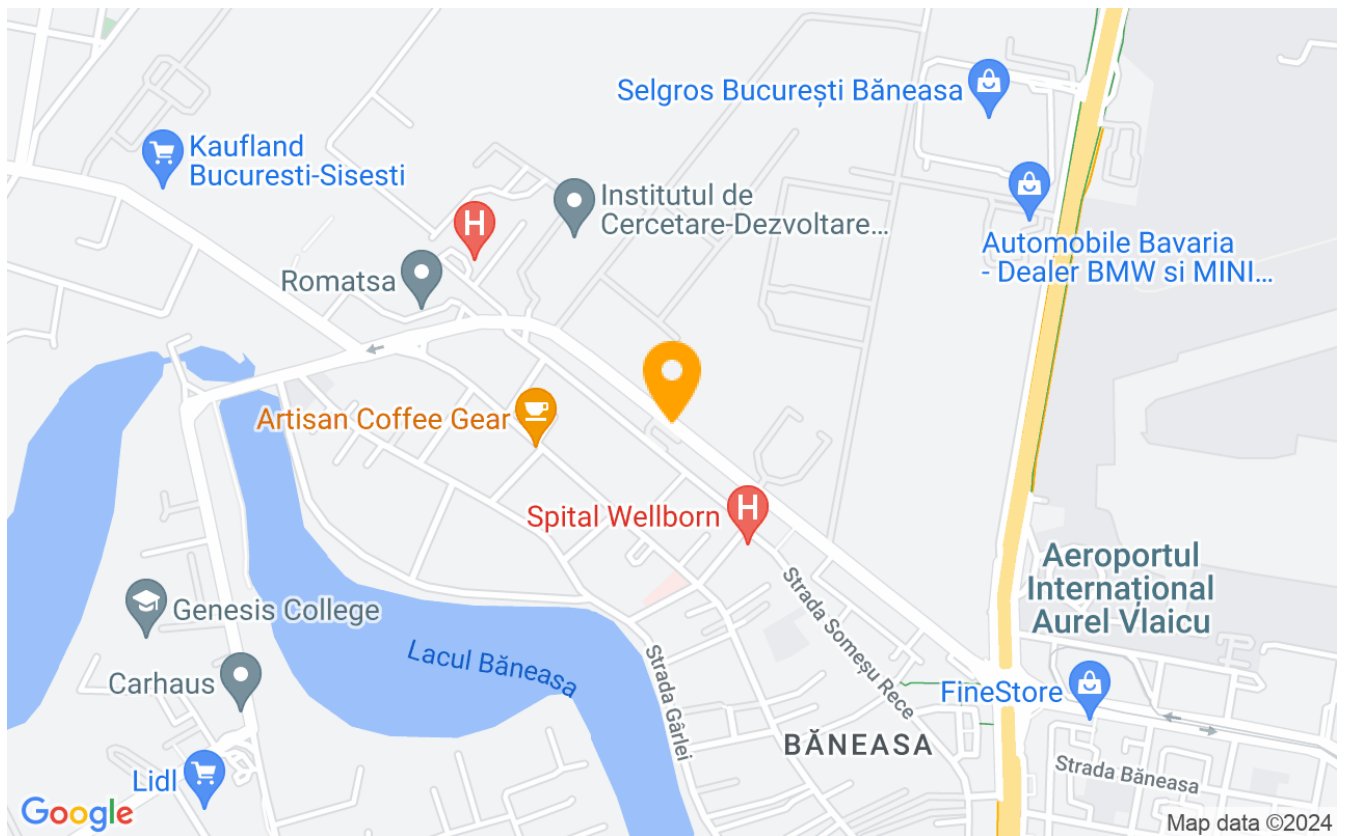 Selgros București Băneasa
Kaufland
Bucuresti-Sisesti
H
Institutul de
Cercetare-Dezvoltare...
Romatsa
Automobile Bavaria
- Dealer BMW si MINI...
Artisan Coffee Gear
Spital Wellborn
H
Aeroportul
Internațional
Aurel Vlaicu
Genesis College
Strada Someșu Rece
Lacul Băneasa
Strada Gârlei
Carhaus
FineStore
BĂNEASA
Strada Băneasa
Lidl
Google
Map data ©2024